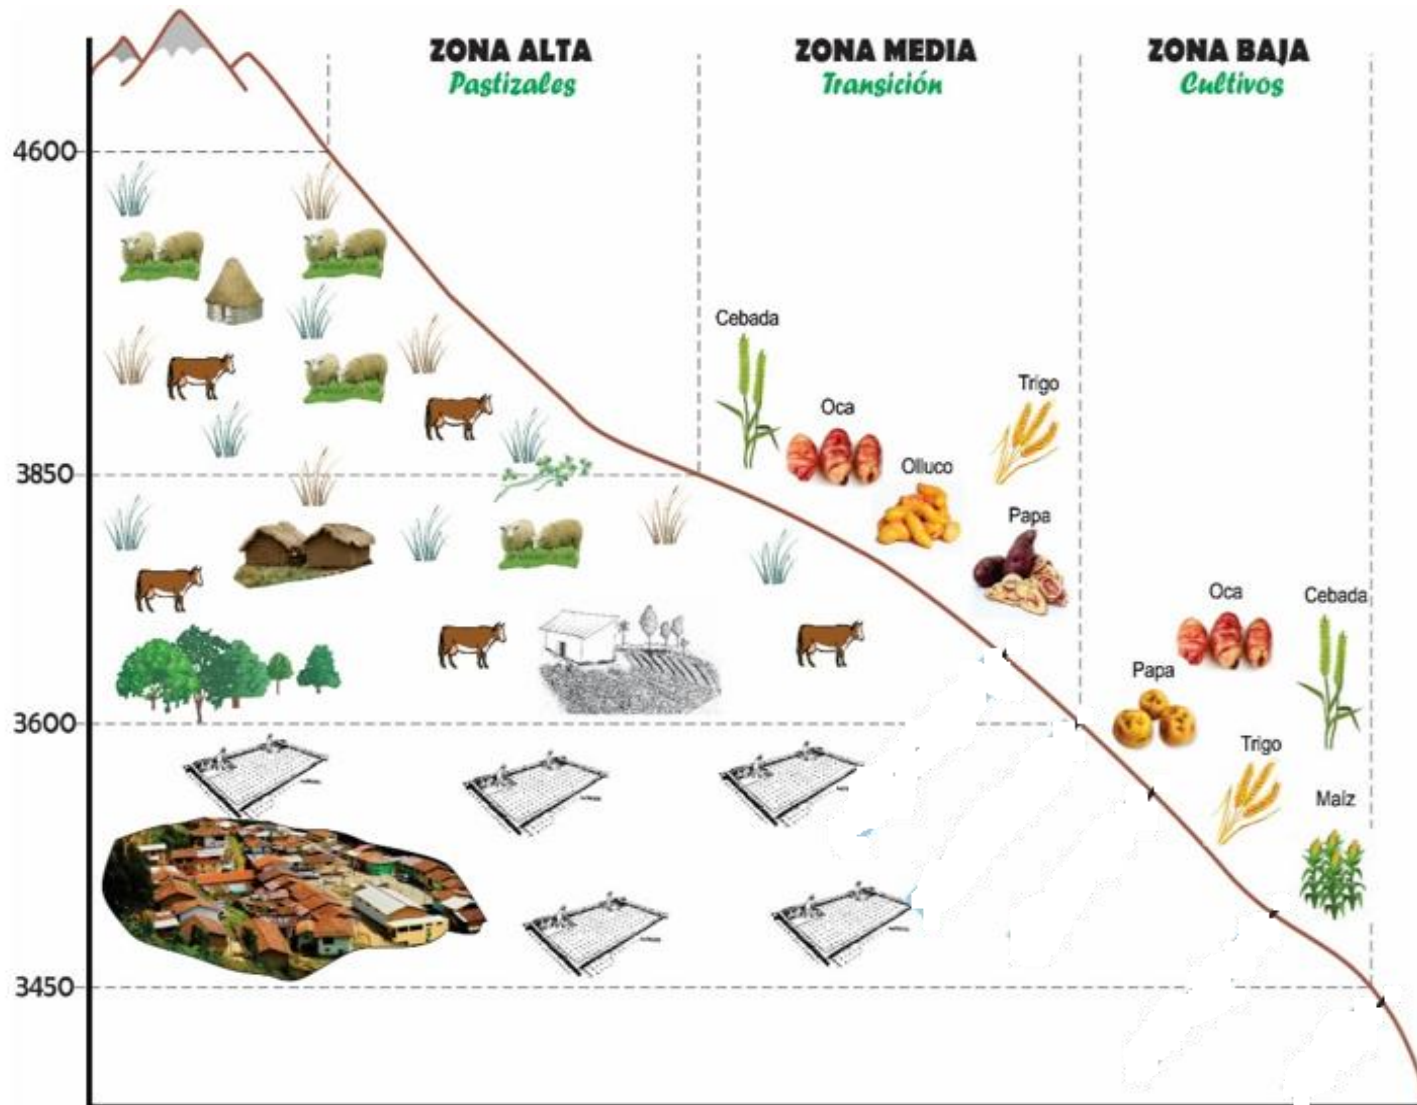 ZONA ALTA
Pastizales
ZONA MEDIA
Transición
ZONA BAJA
Cultivos
4600
Cebada
Trigo
Oca
Olluco
3850
Papa
Oca
Cebada
Papa
3600
Trigo
Maíz
3450